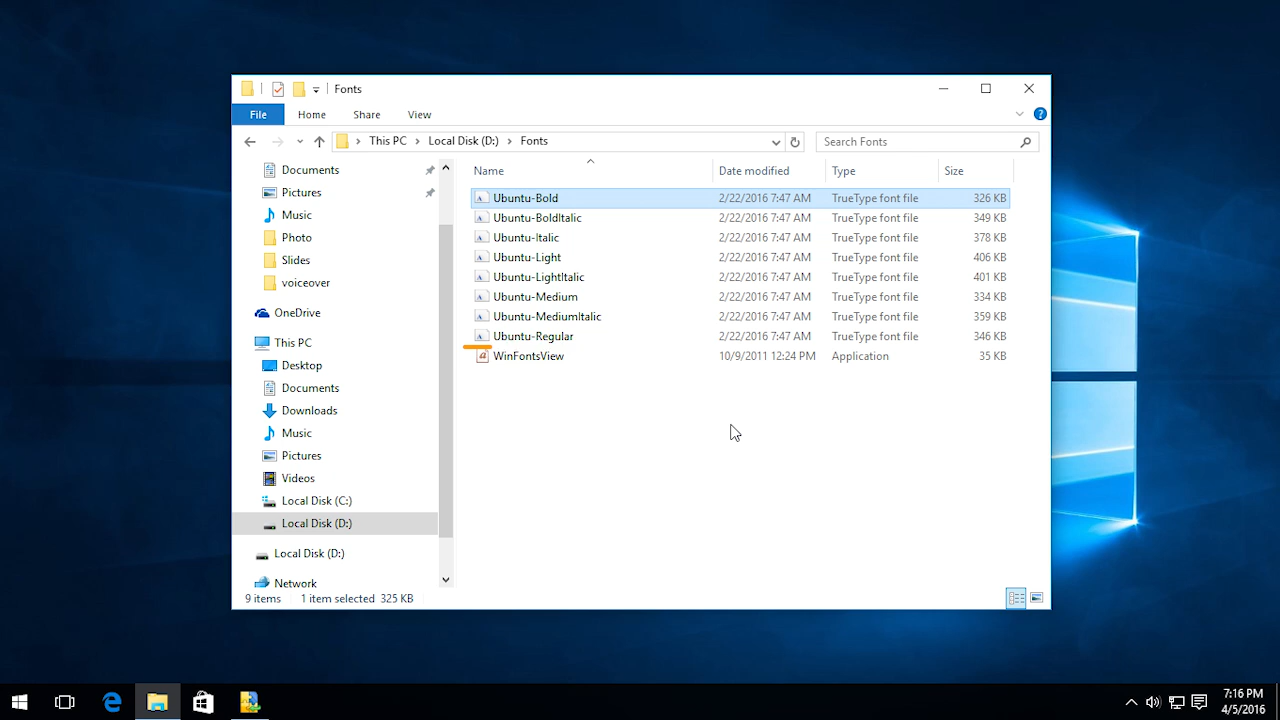 Fonts
File Home Share View
This PC Local Disk (D:) Fonts Search Fonts
Name Date modified Type Size
Documents
Pictures
Music
Photo
Slides
voiceover
OneDrive
This PC
Desktop
Documents
Downloads
Music
Pictures
Videos
Local Disk (C:)
Local Disk (D:)
Local Disk (D:)
Network
Ubuntu-Bold 2/22/2016 7:47 AM TrueType font file 326 KB
Ubuntu-BoldItalic 2/22/2016 7:47 AM TrueType font file 349 KB
Ubuntu-Italic 2/22/2016 7:47 AM TrueType font file 378 KB
Ubuntu-Light 2/22/2016 7:47 AM TrueType font file 406 KB
Ubuntu-LightItalic 2/22/2016 7:47 AM TrueType font file 401 KB
Ubuntu-Medium 2/22/2016 7:47 AM TrueType font file 334 KB
Ubuntu-MediumItalic 2/22/2016 7:47 AM TrueType font file 359 KB
Ubuntu-Regular 2/22/2016 7:47 AM TrueType font file 346 KB
WinFontsView 10/9/2011 12:24 PM Application 35 KB
9 items 1 item selected 325 KB
7:16 PM
4/5/2016